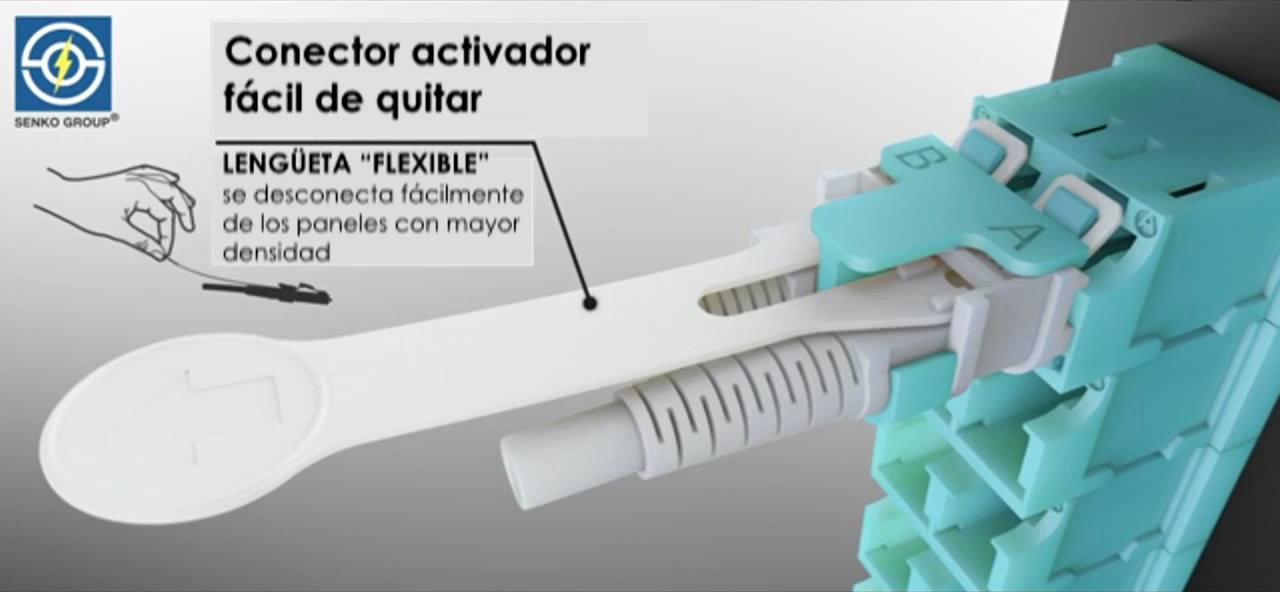 SENKO GROUP®
Conector activador
fácil de quitar
LENGÜETA “FLEXIBLE”
se desconecta fácilmente
de los paneles con mayor
densidad
B
A